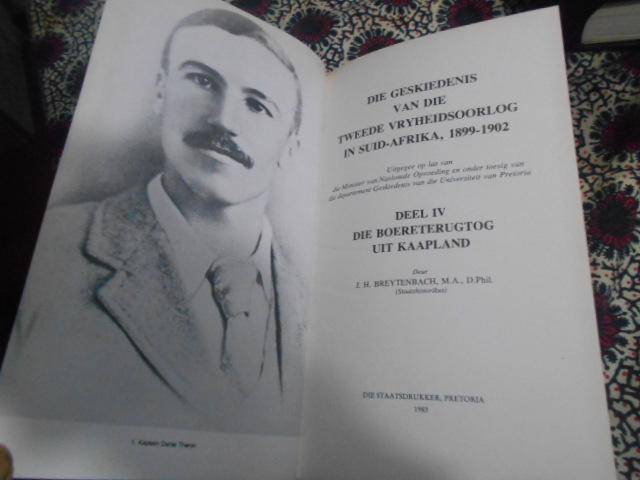 1. Kaptein Danie Theron
DIE GESKIEDENIS
VAN DIE
TWEEDE VRYHEIDSOORLOG
IN SUID-AFRIKA, 1899-1902
Uitgegee op las van
die Minister van Nasionale Opvoeding en onder toesig van
die departement Geskiedenis van die Universiteit van Pretoria
DEEL IV
DIE BOERETERUGTOG
UIT KAAPLAND
Deur
J. H. BREYTENBACH, M.A., D.Phil.
(Staatshistorikus)
DIE STAATSDRUKKER, PRETORIA
1983